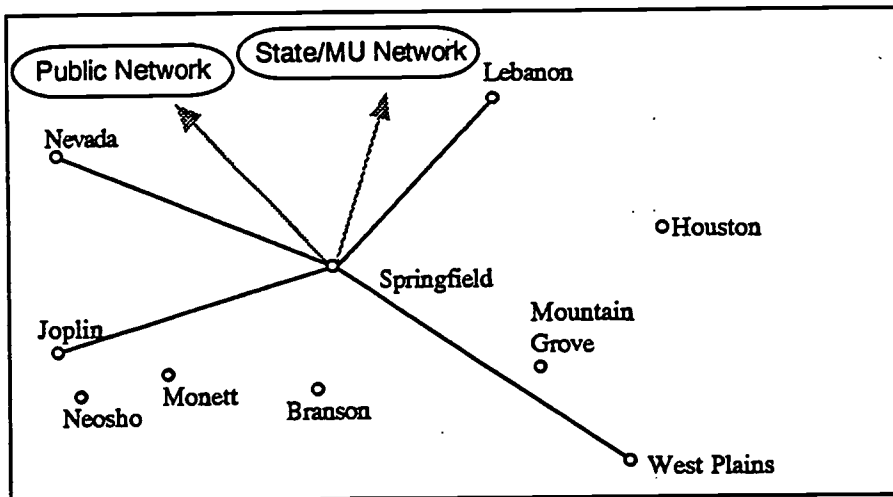 Public Network
State/MU Network
Lebanon
Nevada
Houston
Springfield
Mountain
Grove
Joplin
Monett
Neosho
Branson
West Plains